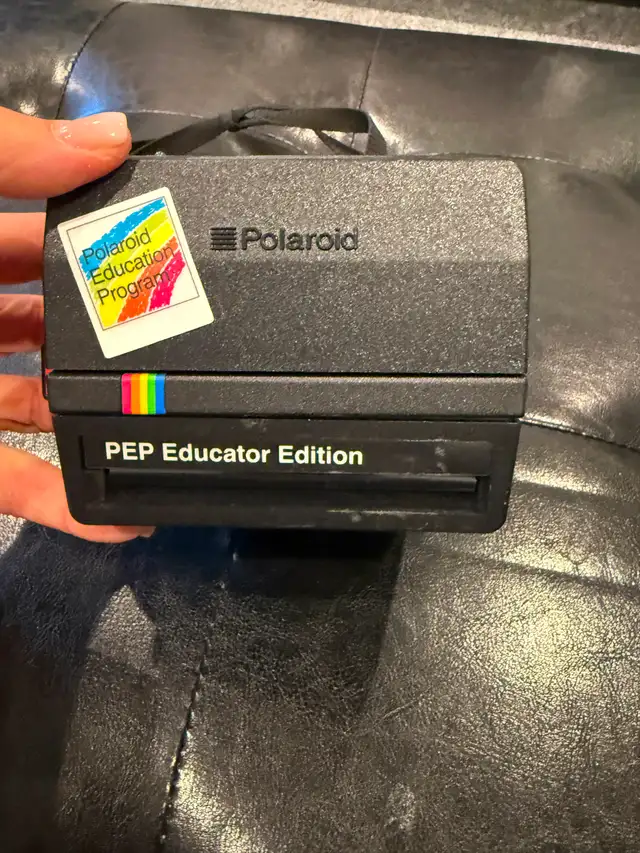 Polaroid
Education
Program
Polaroid
PEP Educator Edition